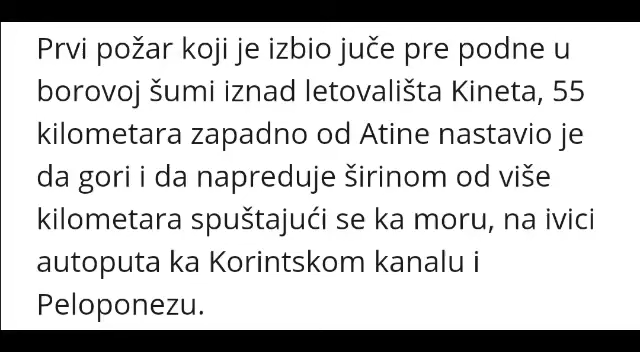 Prvi požar koji je izbio juče pre podne u
borovoj šumi iznad letovališta Kineta, 55
kilometara zapadno od Atine nastavio je
da gori i da napreduje širinom od više
kilometara spuštajući se ka moru, na ivici
autoputa ka Korintskom kanalu i
Peloponezu.